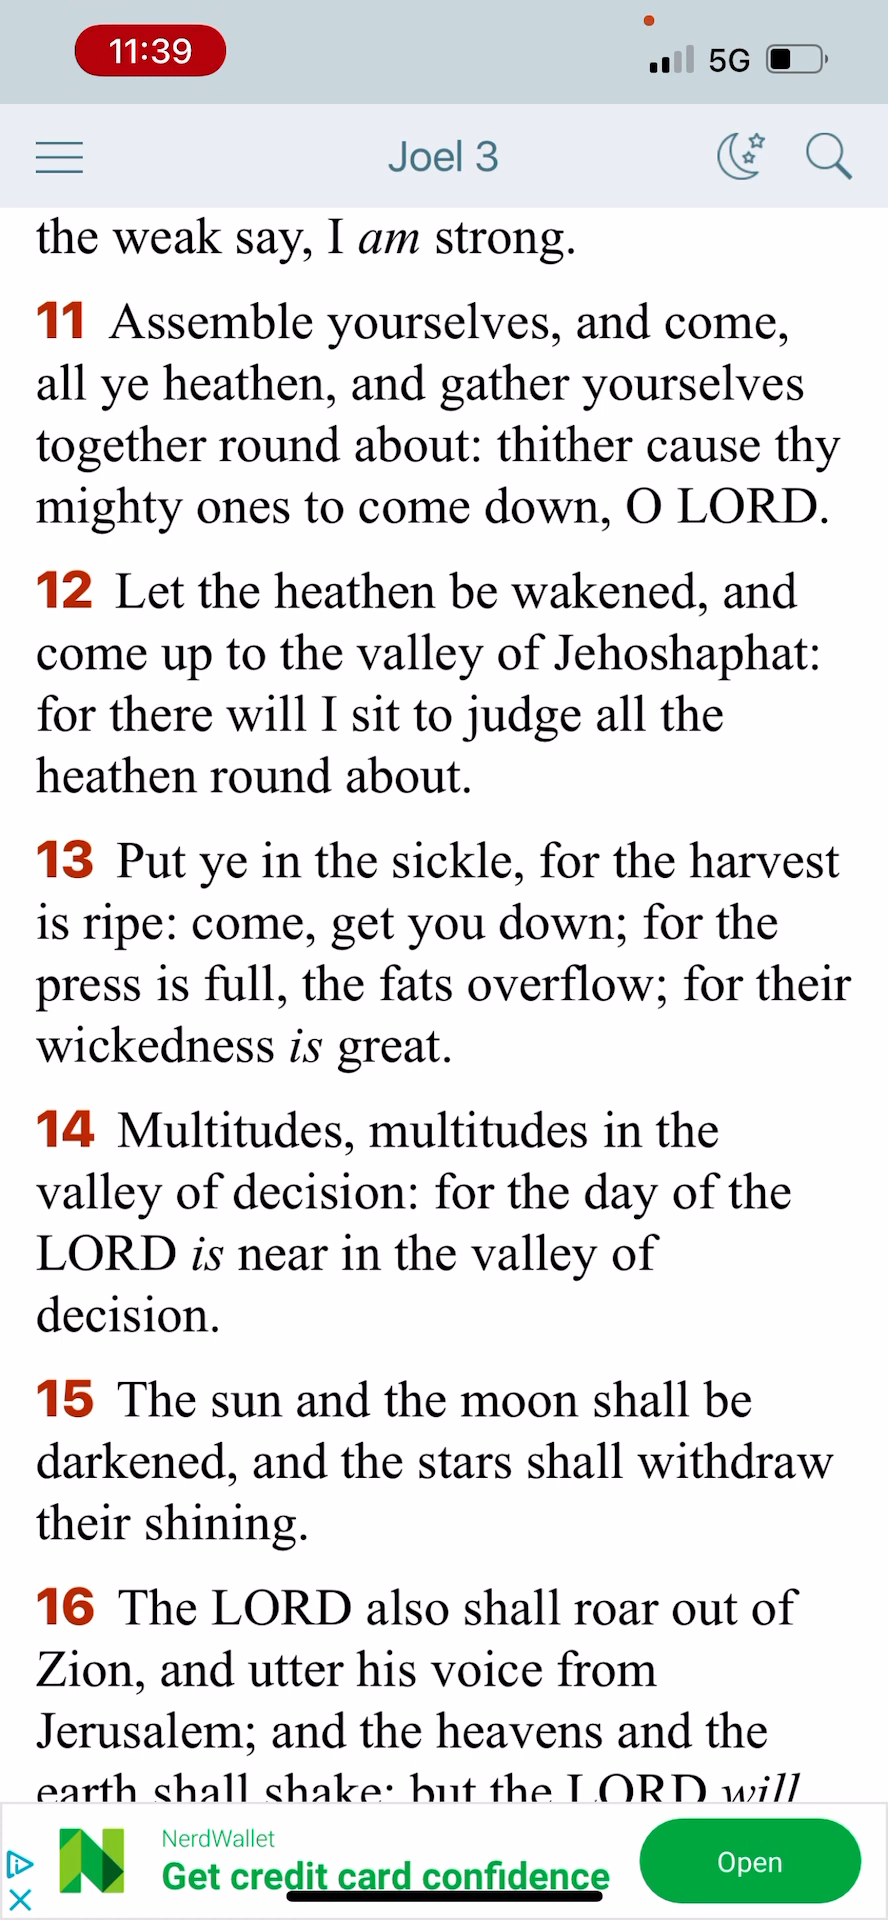 11:39
5G
Joel 3
the weak say, I am strong.
11 Assemble yourselves, and come,
all ye heathen, and gather yourselves
together round about: thither cause thy
mighty ones to come down, O LORD.
12 Let the heathen be wakened, and
come up to the valley of Jehoshaphat:
for there will I sit to judge all the
heathen round about.
13 Put ye in the sickle, for the harvest
is ripe: come, get you down; for the
press is full, the fats overflow; for their
wickedness is great.
14 Multitudes, multitudes in the
valley of decision: for the day of the
LORD is near in the valley of
decision.
15 The sun and the moon shall be
darkened, and the stars shall withdraw
their shining.
16 The LORD also shall roar out of
Zion, and utter his voice from
Jerusalem; and the heavens and the
earth shall shake: but the LORD will
NerdWallet
Get credit card confidence
Open